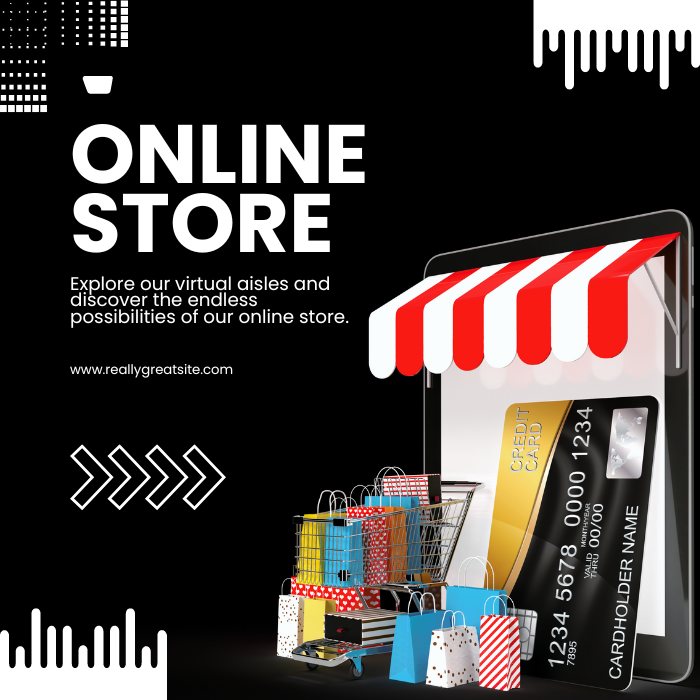 ONLINE
STORE
Explore our virtual aisles and
discover the endless
possibilities of our online store.
www.reallygreatsite.com
CREDIT
CARD
1234 5678 0000 1234
7895
MONTH/YEAR
VALID
THRU 00/00
CARDHOLDER NAME